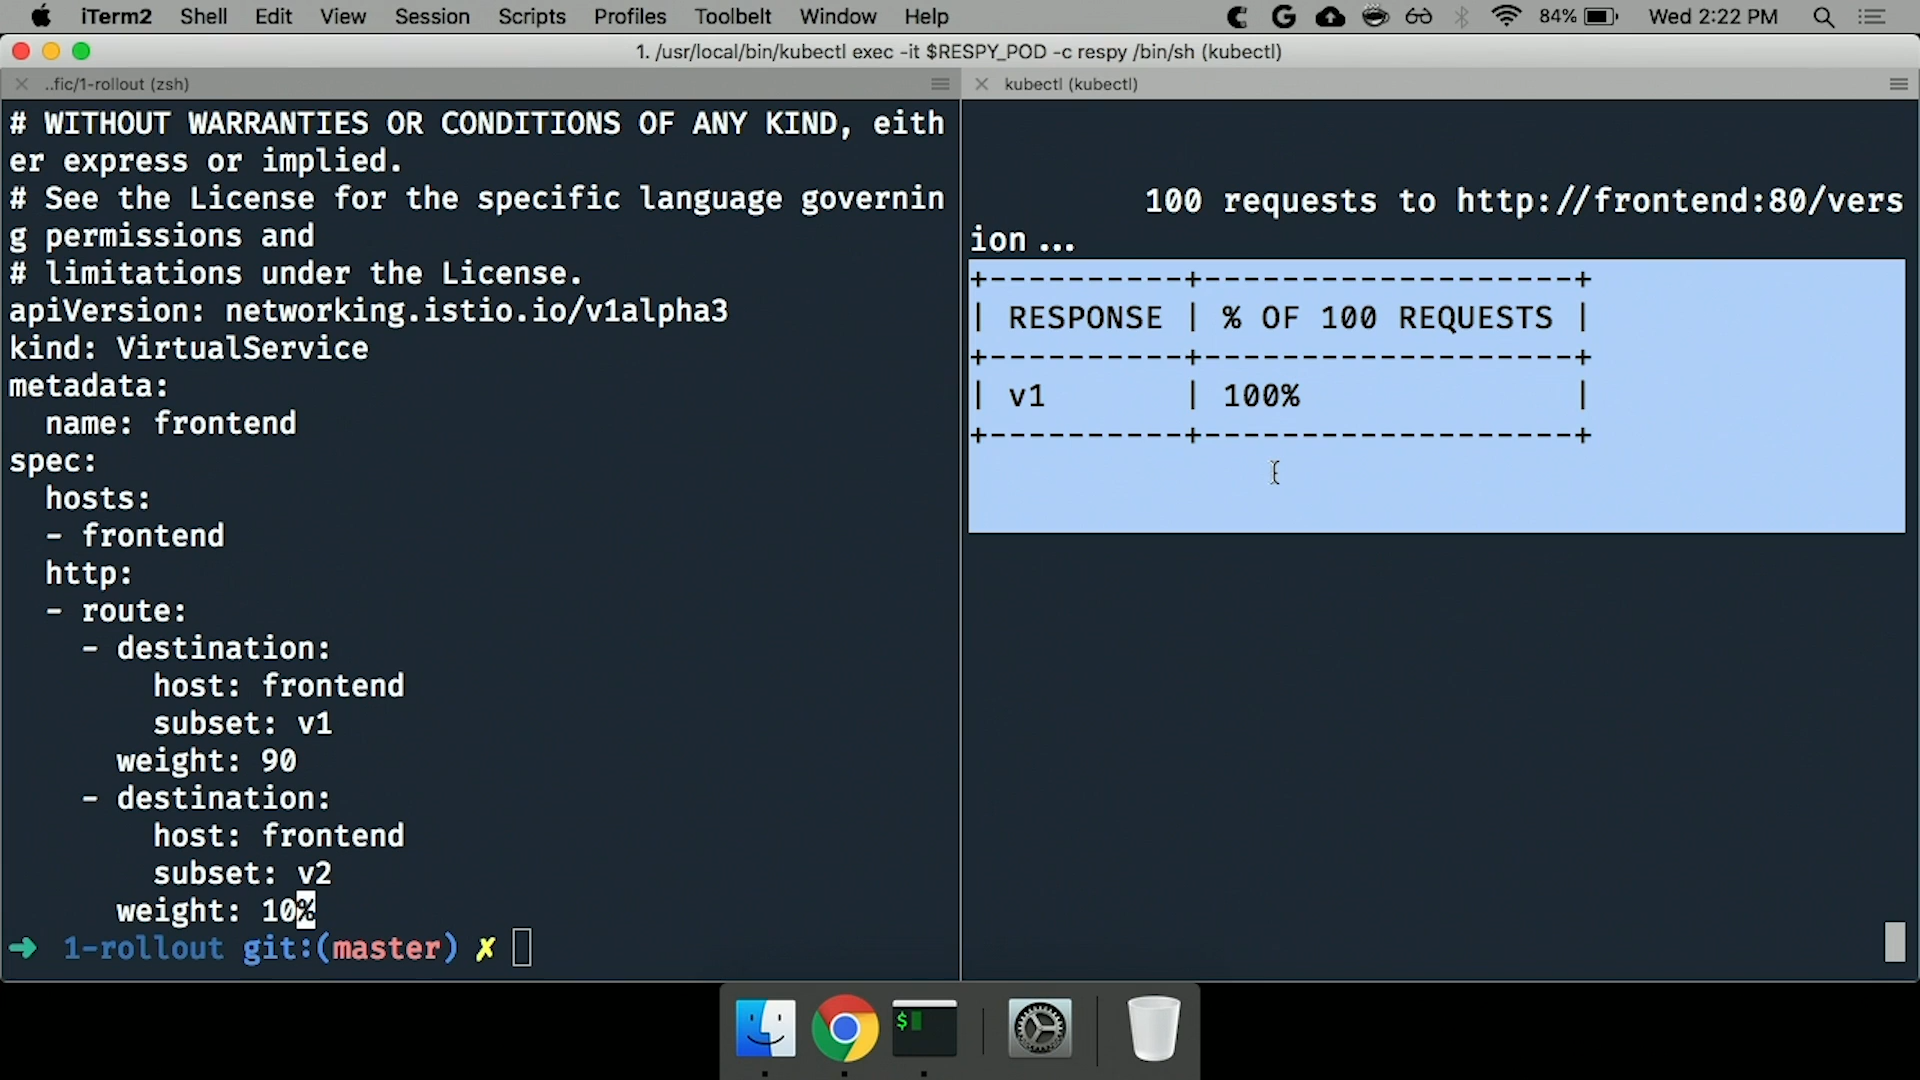 iTerm2 Shell Edit View Session Scripts Profiles Toolbelt Window Help 84% Wed 2:22 PM
1. /usr/local/bin/kubectl exec -it $RESPY_POD -c respy /bin/sh (kubectl)
..fic/1-rollout (zsh)
kubectl (kubectl)
# WITHOUT WARRANTIES OR CONDITIONS OF ANY KIND, eith
er express or implied.
# See the License for the specific language governin
g permissions and
# limitations under the License.
apiVersion: networking.istio.io/v1alpha3
kind: VirtualService
metadata:
  name: frontend
spec:
  hosts:
  - frontend
  http:
  - route:
    - destination:
        host: frontend
        subset: v1
      weight: 90
    - destination:
        host: frontend
        subset: v2
      weight: 10%
➜ 1-rollout git:(master) ✗
100 requests to http://frontend:80/vers
ion...
+----------+-------------------+
| RESPONSE | % OF 100 REQUESTS |
+----------+-------------------+
| v1       | 100%              |
+----------+-------------------+
$